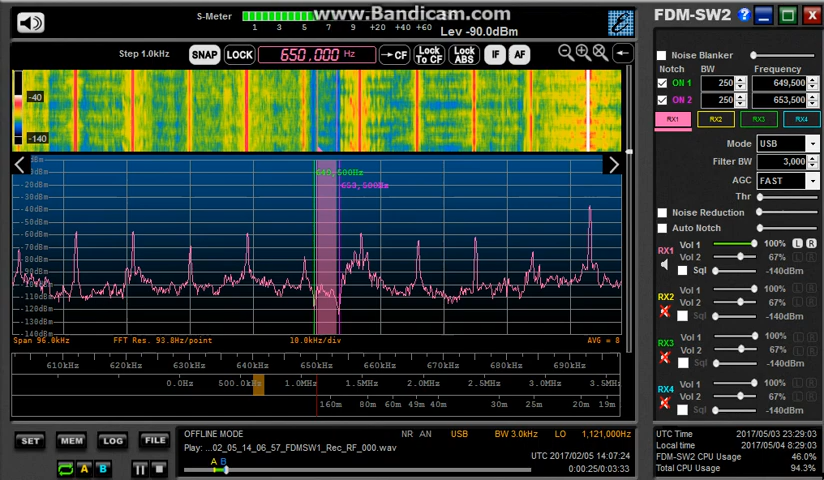 www.Bandicam.com
S-Meter
1 3 5 7 9 +20 +40 +60
Lev -90.0dBm
FDM-SW2
Step 1.0kHz
SNAP
LOCK
650,000 Hz
→CF
Lock To CF
Lock ABS
IF
AF
-40
-140
649,500Hz
653,500Hz
-20dBm
-30dBm
-40dBm
-50dBm
-60dBm
-70dBm
-80dBm
-90dBm
-100dBm
-110dBm
-120dBm
-130dBm
Span 96.0kHz
FFT Res. 93.8Hz/point
10.0kHz/div
AVG = 8
610kHz 620kHz 630kHz 640kHz 650kHz 660kHz 670kHz 680kHz 690kHz
0.0Hz 500.0kHz 1.0MHz 1.5MHz 2.0MHz 2.5MHz 3.0MHz 3.5MHz
160m 80m 60m 49m 40m 30m 25m 20m 19m
SET
MEM
LOG
FILE
A
B
OFFLINE MODE
NR AN
USB
BW 3.0kHz
LO 1,121,000Hz
Play: ...02_05_14_06_57_FDMSW1_Rec_RF_000.wav
UTC 2017/02/05 14:07:24
A B
0:00:25/0:03:33
Noise Blanker
Notch BW Frequency
ON 1 250 649,500
ON 2 250 653,500
RX1 RX2 RX3 RX4
Mode USB
Filter BW 3,000
AGC FAST
Thr
Noise Reduction
Auto Notch
RX1
Vol 1 100% L R
Vol 2 67% L R
Sql -140dBm
RX2
Vol 1 100% L R
Vol 2 67% L R
Sql -140dBm
RX3
Vol 1 100% L R
Vol 2 67% L R
Sql -140dBm
RX4
Vol 1 100% L R
Vol 2 67% L R
Sql -140dBm
UTC Time 2017/05/03 23:29:03
Local time 2017/05/04 8:29:03
FDM-SW2 CPU Usage 46.0%
Total CPU Usage 94.3%